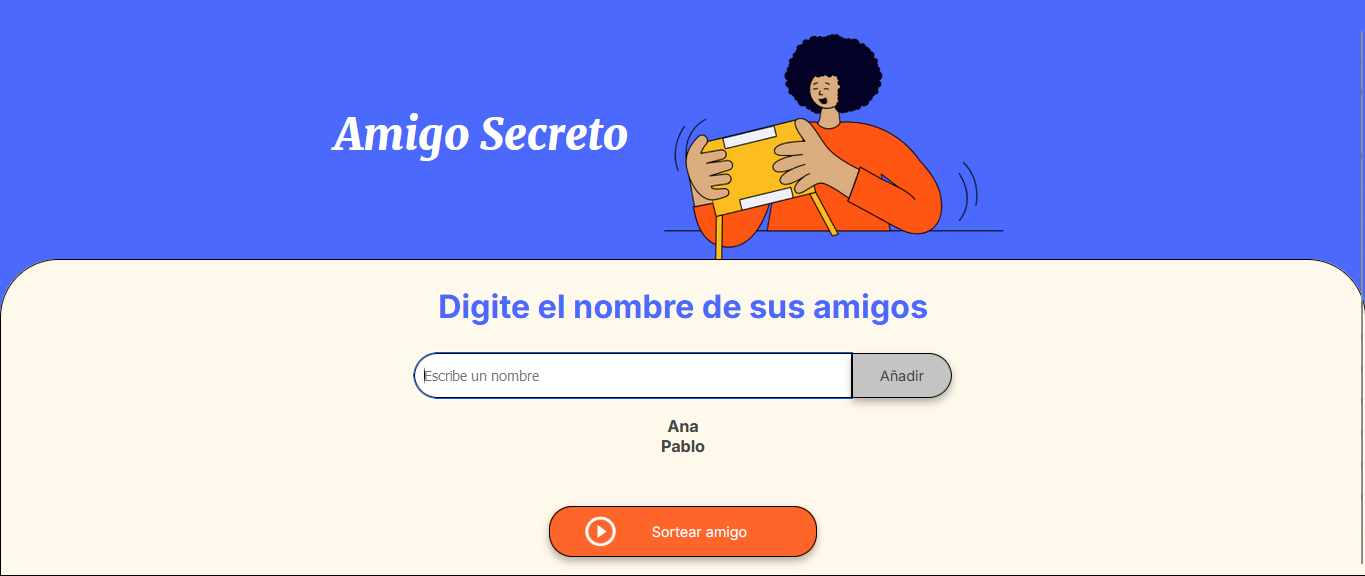 Amigo Secreto
Digite el nombre de sus amigos
Escribe un nombre
Añadir
Ana
Pablo
Sortear amigo